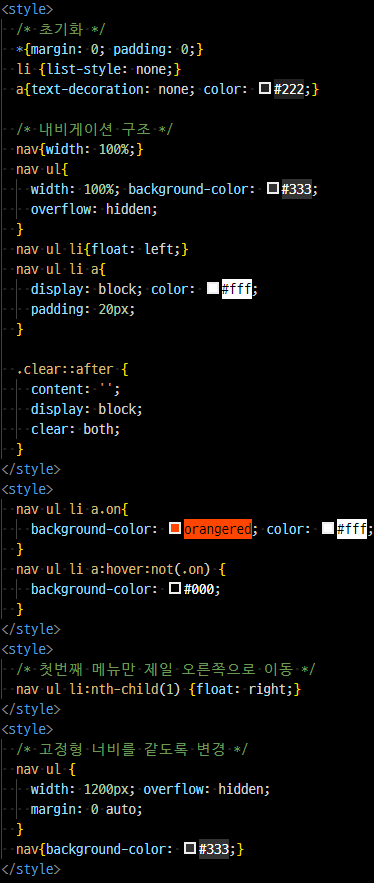 <style>
/* 초기화 */
*{margin: 0; padding: 0;}
li {list-style: none;}
a{text-decoration: none; color: #222;}
/* 내비게이션 구조 */
nav{width: 100%;}
nav ul{
width: 100%; background-color: #333;
overflow: hidden;
}
nav ul li{float: left;}
nav ul li a{
display: block; color: #fff;
padding: 20px;
}
.clear::after {
content: '';
display: block;
clear: both;
}
</style>
<style>
nav ul li a.on{
background-color: orangered; color: #fff;
}
nav ul li a:hover:not(.on) {
background-color: #000;
}
</style>
<style>
/* 첫번째 메뉴만 제일 오른쪽으로 이동 */
nav ul li:nth-child(1) {float: right;}
</style>
<style>
/* 고정형 너비를 같도록 변경 */
nav ul {
width: 1200px; overflow: hidden;
margin: 0 auto;
}
nav{background-color: #333;}
</style>